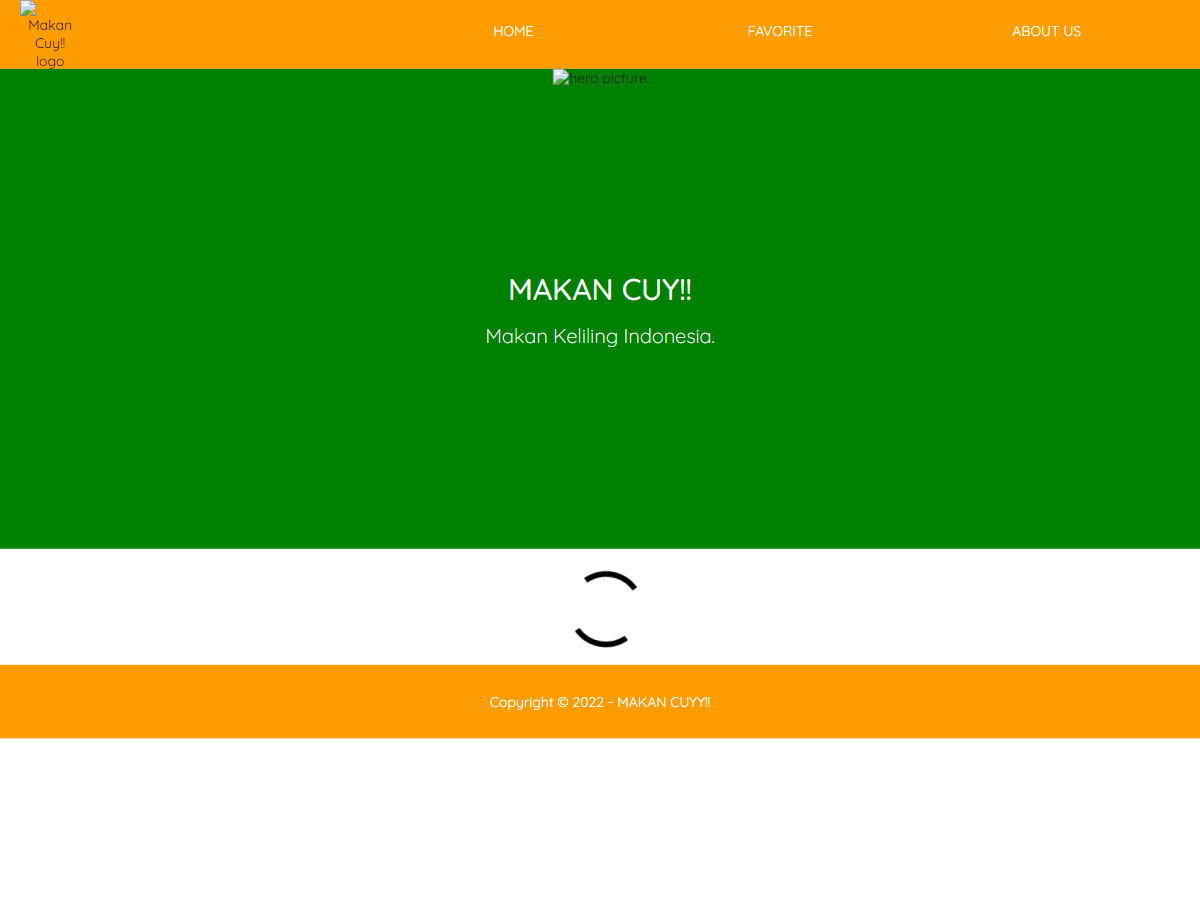 Makan
Cuy!!
logo
HOME
FAVORITE
ABOUT US
hero picture
MAKAN CUY!!
Makan Keliling Indonesia.
Copyright © 2022 - MAKAN CUYY!!